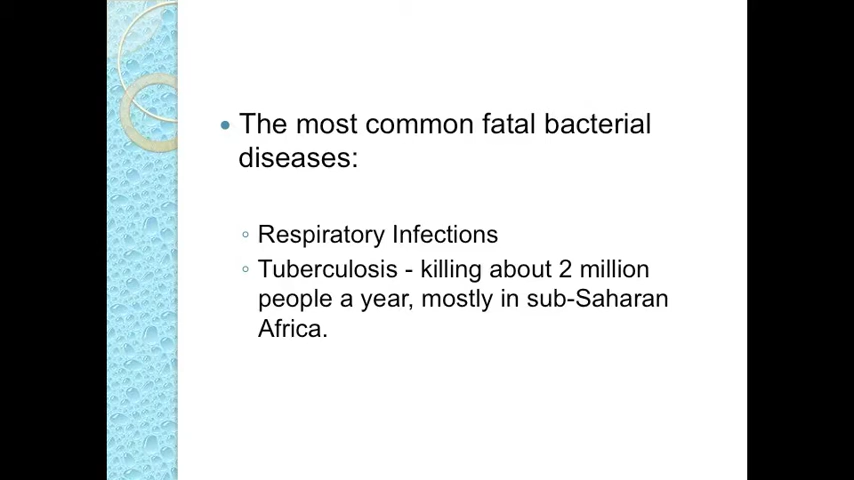 The most common fatal bacterial
diseases:
Respiratory Infections
Tuberculosis - killing about 2 million
people a year, mostly in sub-Saharan
Africa.